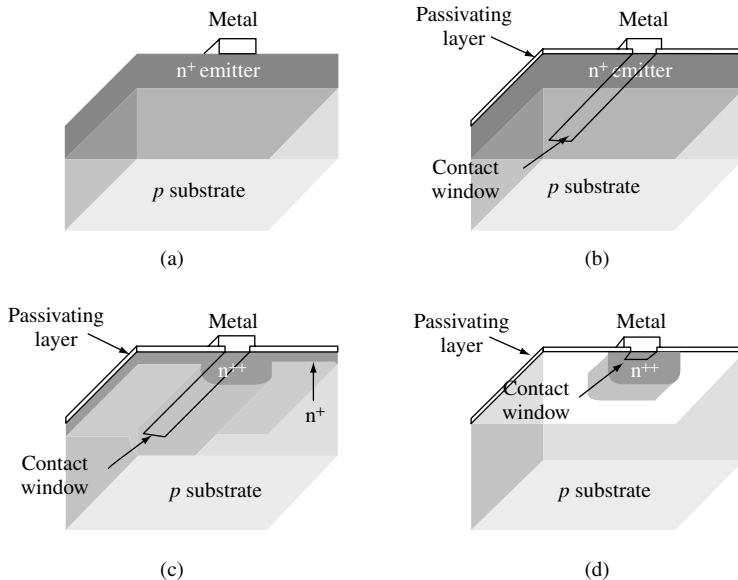 Metal
n+ emitter
p substrate
(a)
Metal
Passivating
layer
n+ emitter
Contact
window
p substrate
(b)
Metal
Passivating
layer
n++
n+
Contact
window
p substrate
(c)
Metal
Passivating
layer
n++
Contact
window
p substrate
(d)